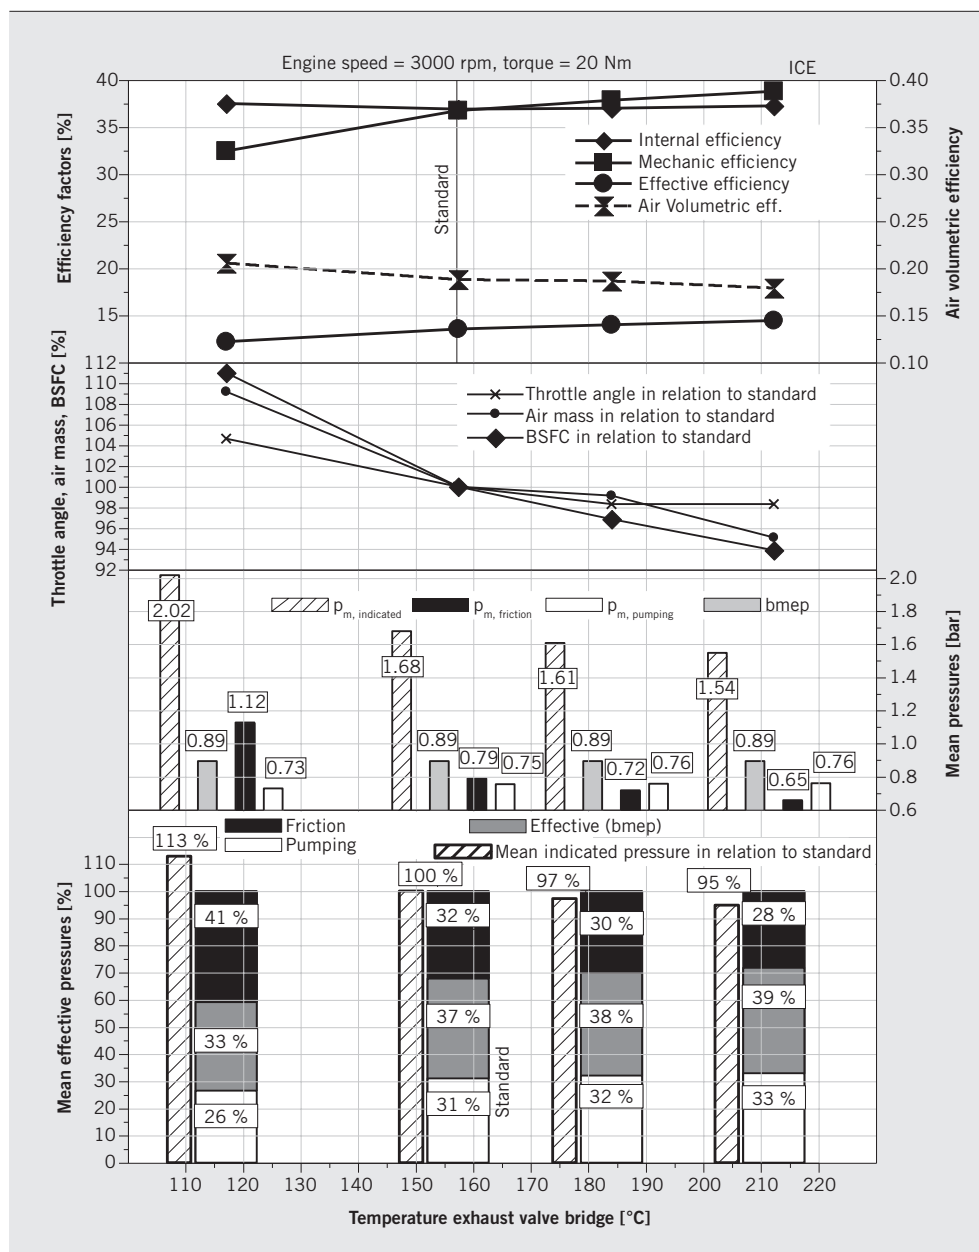 Engine speed = 3000 rpm, torque = 20 Nm
ICE
40
35
30
25
20
15
Efficiency factors [%]
0.40
0.35
0.30
0.25
0.20
0.15
0.10
Air volumetric efficiency
Internal efficiency
Mechanic efficiency
Effective efficiency
Air Volumetric eff.
Standard
112
110
108
106
104
102
100
98
96
94
92
Throttle angle, air mass, BSFC [%]
Throttle angle in relation to standard
Air mass in relation to standard
BSFC in relation to standard
2.0
1.8
1.6
1.4
1.2
1.0
0.8
0.6
Mean pressures [bar]
p m, indicated
p m, friction
p m, pumping
bmep
2.02
0.89
1.12
0.73
1.68
0.89
0.79
0.75
1.61
0.89
0.72
0.76
1.54
0.89
0.65
0.76
Friction
Effective (bmep)
Pumping
Mean indicated pressure in relation to standard
110
100
90
80
70
60
50
40
30
20
10
0
Mean effective pressures [%]
113 %
41 %
33 %
26 %
100 %
32 %
37 %
31 %
Standard
97 %
30 %
38 %
32 %
95 %
28 %
39 %
33 %
110 120 130 140 150 160 170 180 190 200 210 220
Temperature exhaust valve bridge [°C]